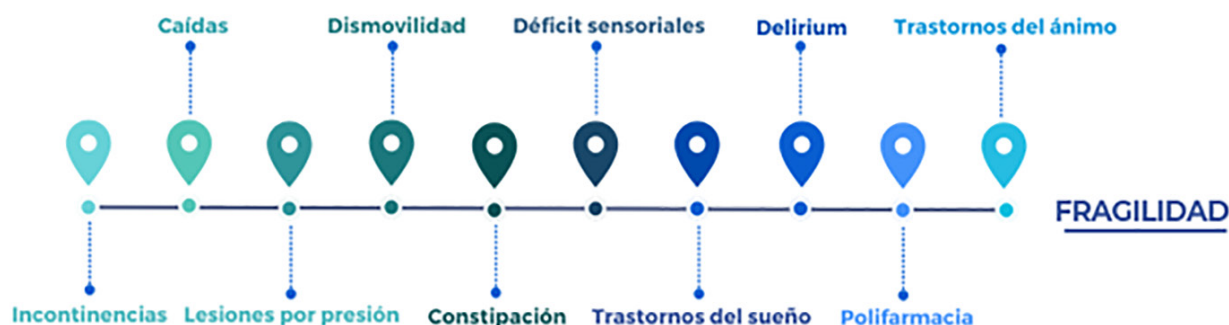 Caídas
Dismovilidad
Déficit sensoriales
Delirium
Trastornos del ánimo
FRAGILIDAD
Incontinencias
Lesiones por presión
Constipación
Trastornos del sueño
Polifarmacia